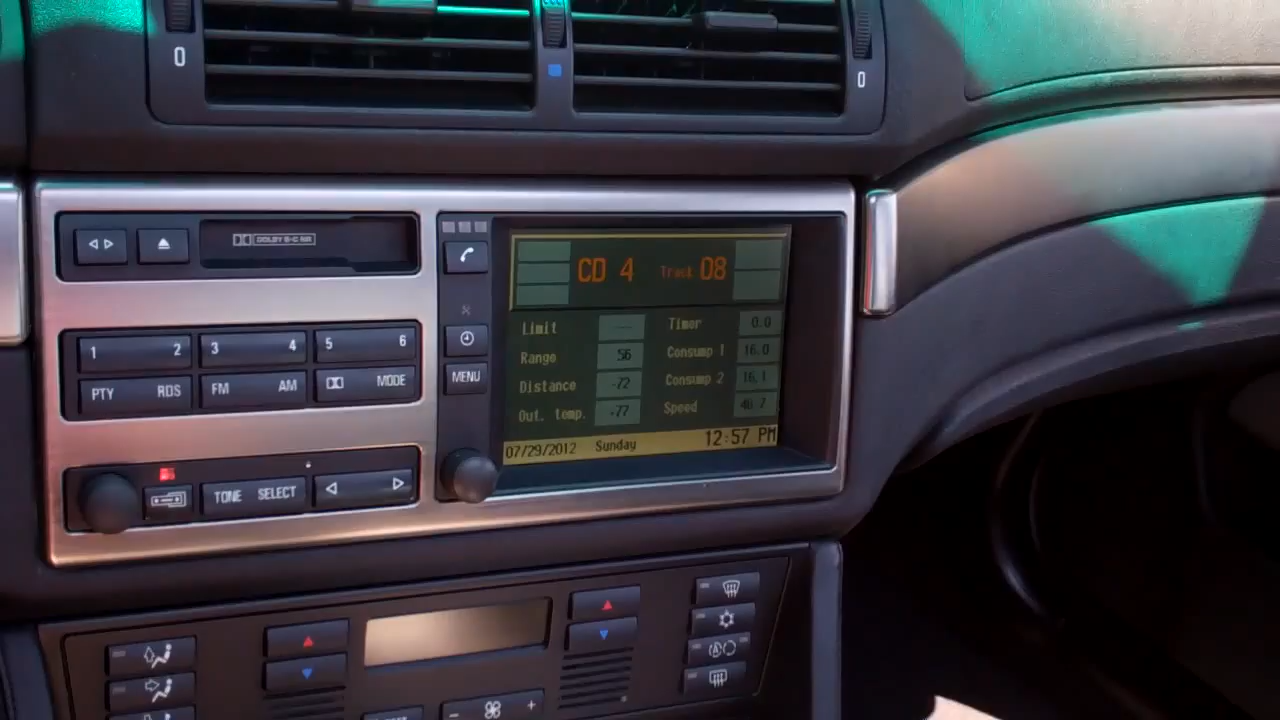 0
0
DOLBY B-C NR
1 2
3 4
5 6
PTY RDS
FM AM
MODE
TONE SELECT
MENU
CD 4 Track 08
Limit ---
Timer 0.0
Range 56
Consump 1 16.0
Distance -72
Consump 2 16.1
Out. temp. +77
Speed 40.7
07/29/2012 Sunday 12:57 PM
- +